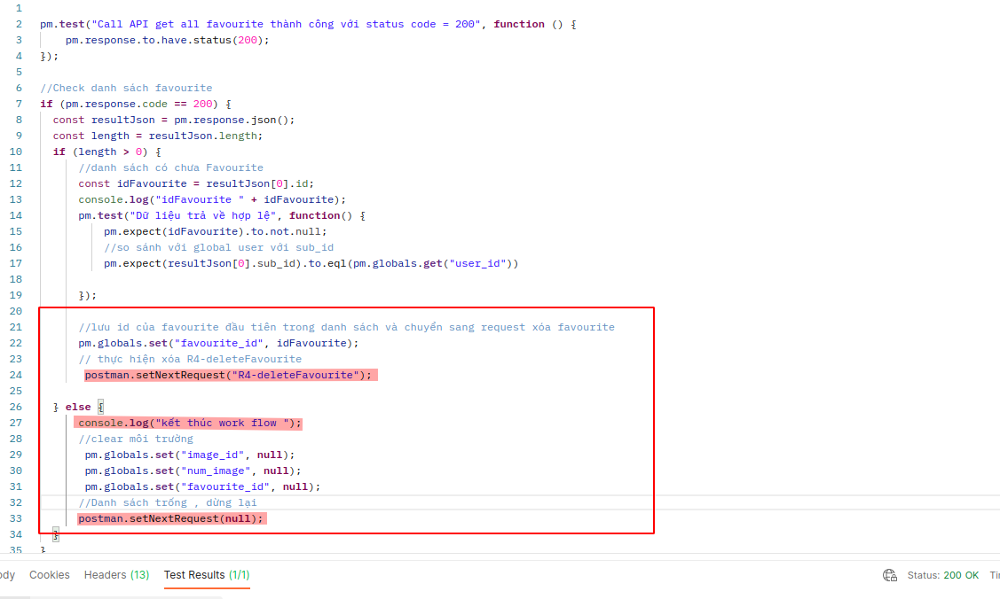 1
2 pm.test("Call API get all favourite thành công với status code = 200", function () {
3     pm.response.to.have.status(200);
4 });
5
6 //Check danh sách favourite
7 if (pm.response.code == 200) {
8   const resultJson = pm.response.json();
9   const length = resultJson.length;
10   if (length > 0) {
11       //danh sách có chưa Favourite
12       const idFavourite = resultJson[0].id;
13       console.log("idFavourite " + idFavourite);
14       pm.test("Dữ liệu trả về hợp lệ", function() {
15           pm.expect(idFavourite).to.not.null;
16           //so sánh với global user với sub_id
17           pm.expect(resultJson[0].sub_id).to.eql(pm.globals.get("user_id"))
18
19       });
20
21       //lưu id của favourite đầu tiên trong danh sách và chuyển sang request xóa favourite
22       pm.globals.set("favourite_id", idFavourite);
23       // thực hiện xóa R4-deleteFavourite
24        postman.setNextRequest("R4-deleteFavourite");
25
26   } else {
27       console.log("kết thúc work flow ");
28       //clear môi trường
29        pm.globals.set("image_id", null);
30        pm.globals.set("num_image", null);
31        pm.globals.set("favourite_id", null);
32       //Danh sách trống , dừng lại
33       postman.setNextRequest(null);
34   }
35 }
ody Cookies Headers (13) Test Results (1/1) Status: 200 OK Tir